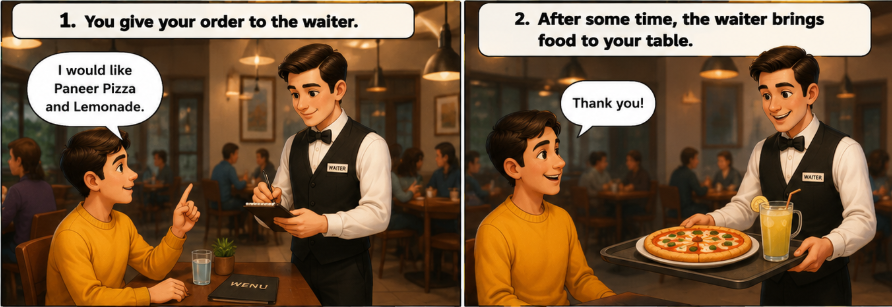 1. You give your order to the waiter.
I would like
Paneer Pizza
and Lemonade.
WAITER
WENU
2. After some time, the waiter brings
food to your table.
Thank you!
WAITER